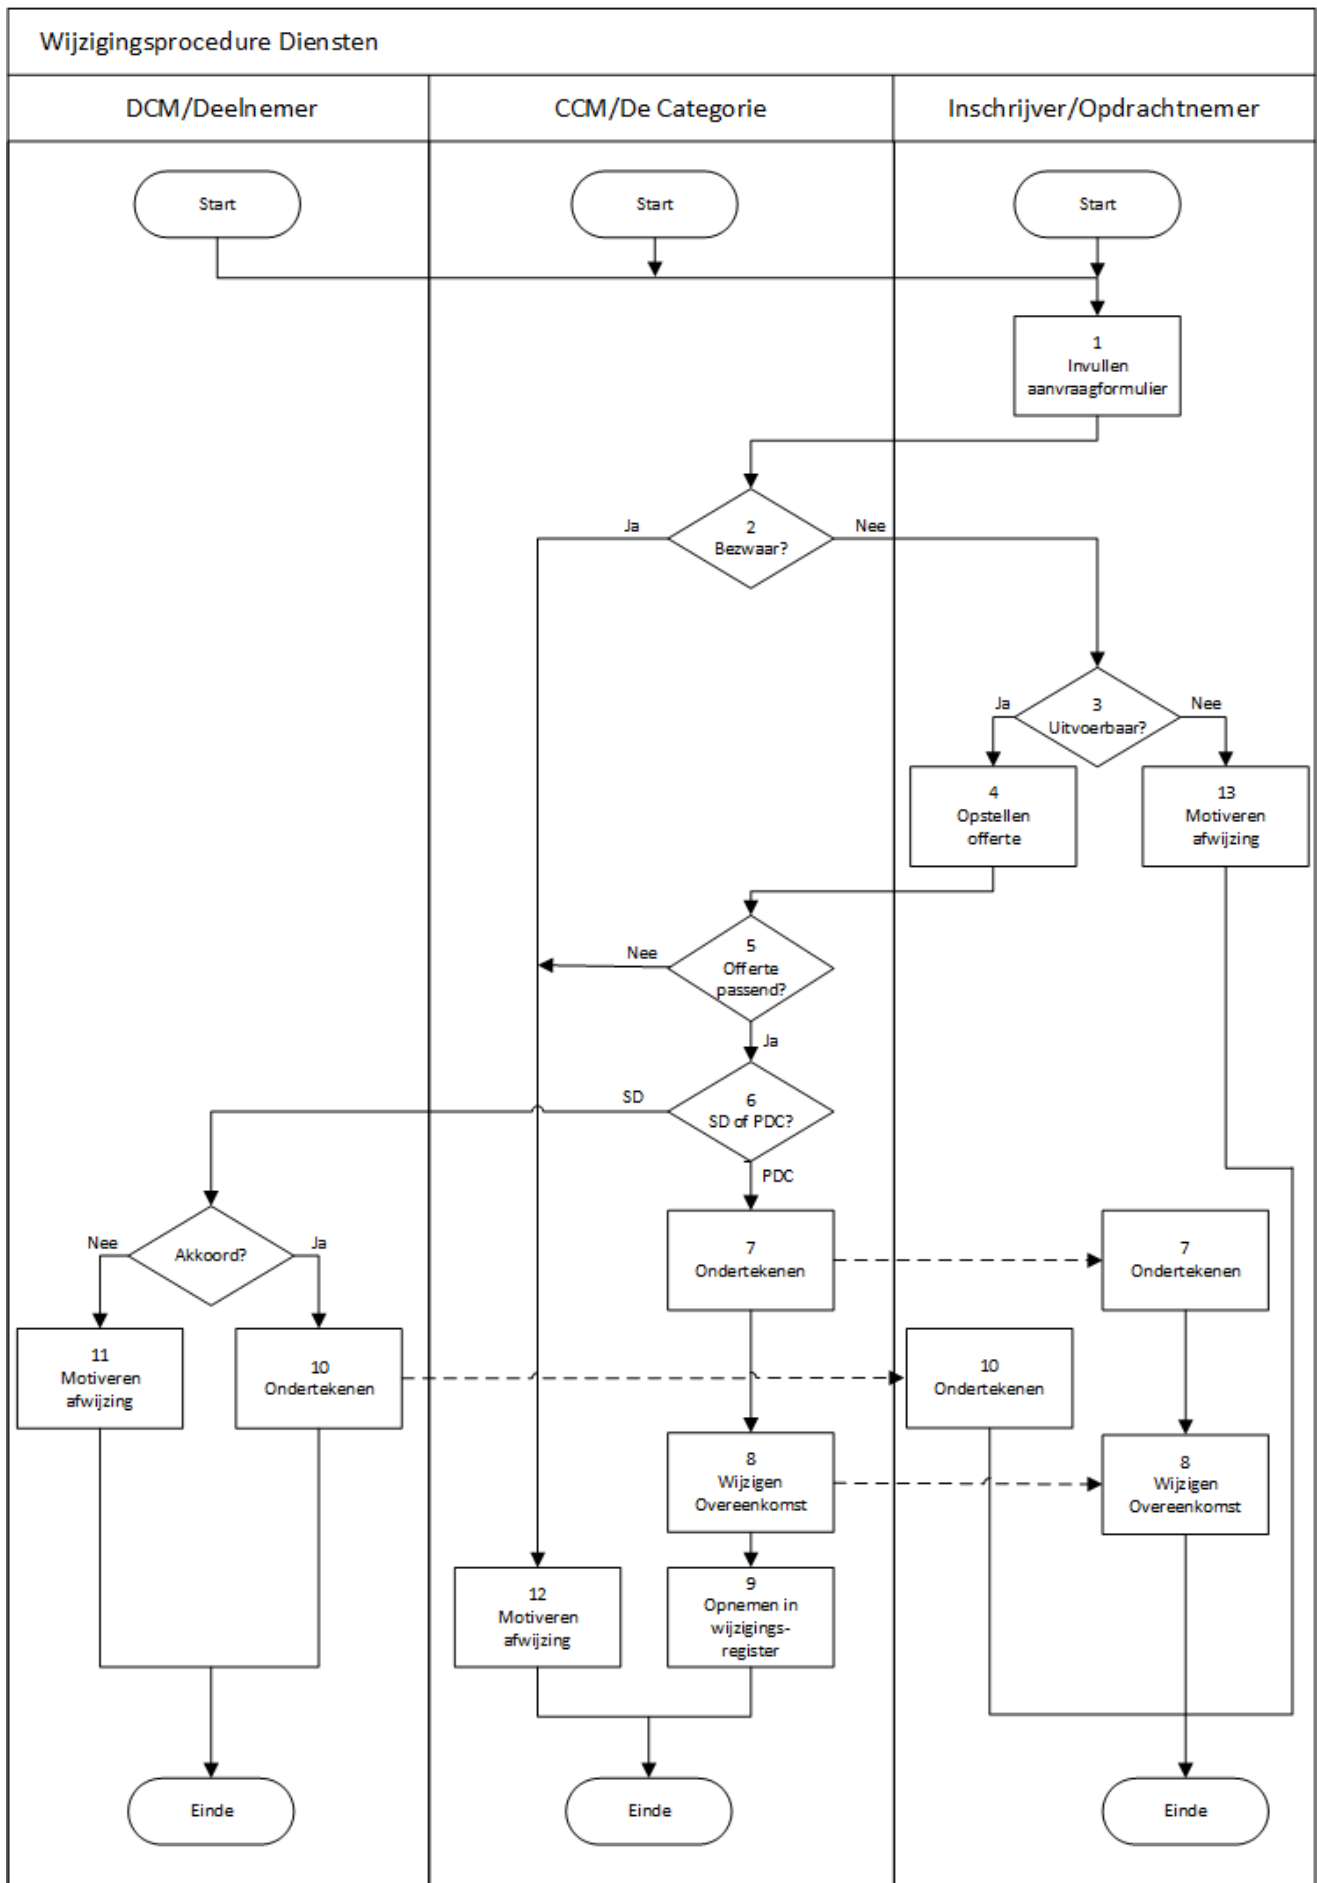 Wijzigingsprocedure Diensten
DCM/Deelnemer
CCM/De Categorie
Inschrijver/Opdrachtnemer
Start
Start
Start
1
Invullen
aanvraagformulier
2
Bezwaar?
Ja
Nee
3
Uitvoerbaar?
Ja
Nee
4
Opstellen
offerte
13
Motiveren
afwijzing
5
Offerte
passend?
Nee
Ja
6
SD of PDC?
SD
PDC
Akkoord?
Nee
Ja
7
Ondertekenen
7
Ondertekenen
11
Motiveren
afwijzing
10
Ondertekenen
10
Ondertekenen
8
Wijzigen
Overeenkomst
8
Wijzigen
Overeenkomst
12
Motiveren
afwijzing
9
Opnemen in
wijzigings-
register
Einde
Einde
Einde